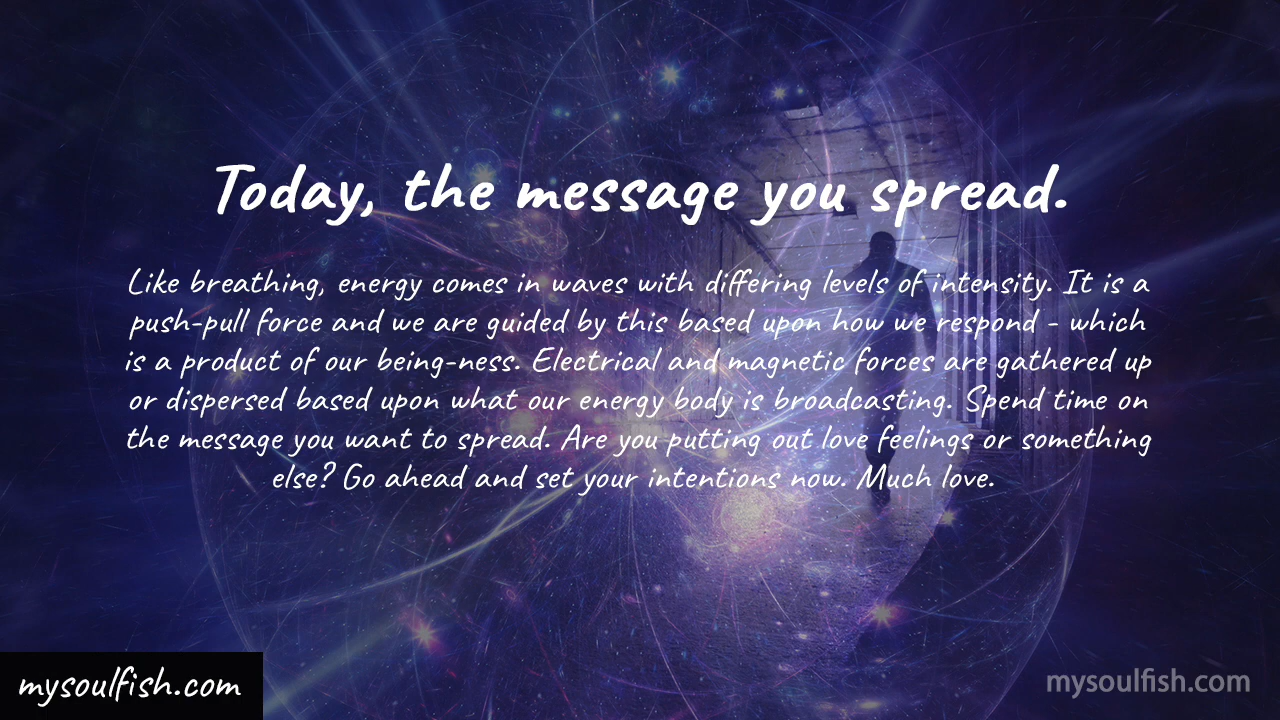 Today, the message you spread.
Like breathing, energy comes in waves with differing levels of intensity. It is a
push-pull force and we are guided by this based upon how we respond - which
is a product of our being-ness. Electrical and magnetic forces are gathered up
or dispersed based upon what our energy body is broadcasting. Spend time on
the message you want to spread. Are you putting out love feelings or something
else? Go ahead and set your intentions now. Much love.
mysoulfish.com
mysoulfish.com